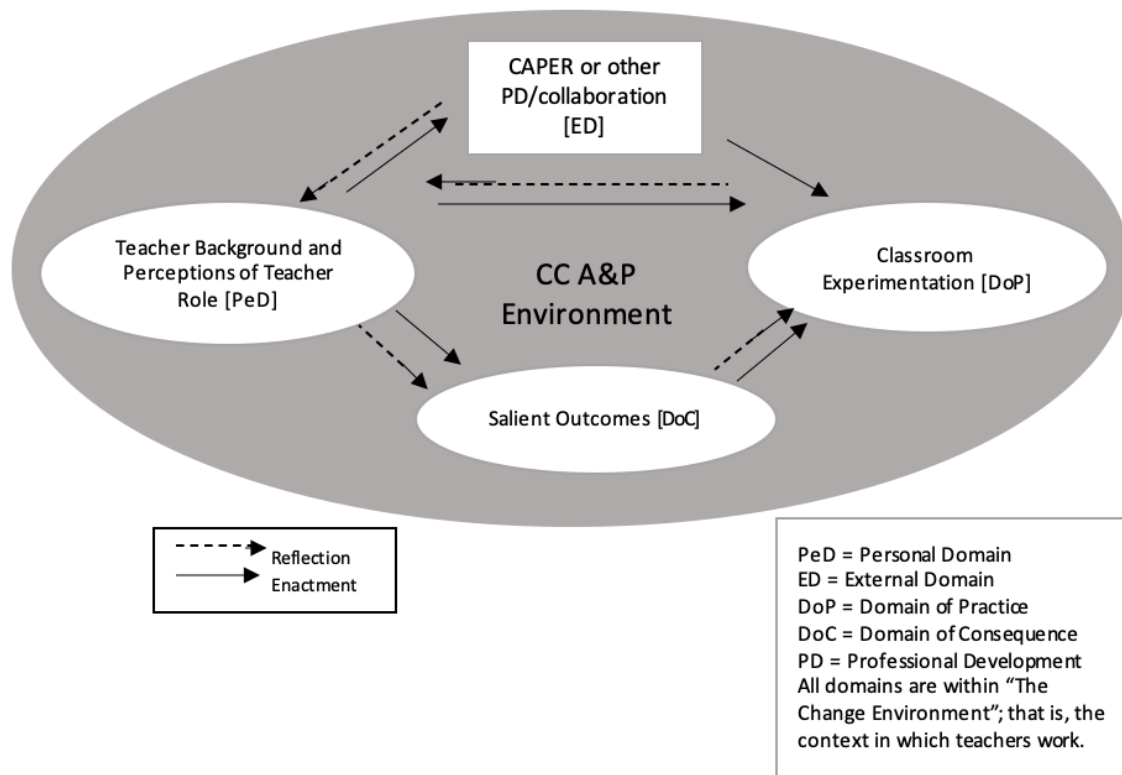 CAPER or other
PD/collaboration
[ED]
Teacher Background and
Perceptions of Teacher
Role [PeD]
Classroom
Experimentation [DoP]
CC A&P
Environment
Salient Outcomes [DoC]
Reflection
Enactment
PeD = Personal Domain
ED = External Domain
DoP = Domain of Practice
DoC = Domain of Consequence
PD = Professional Development
All domains are within “The
Change Environment”; that is, the
context in which teachers work.